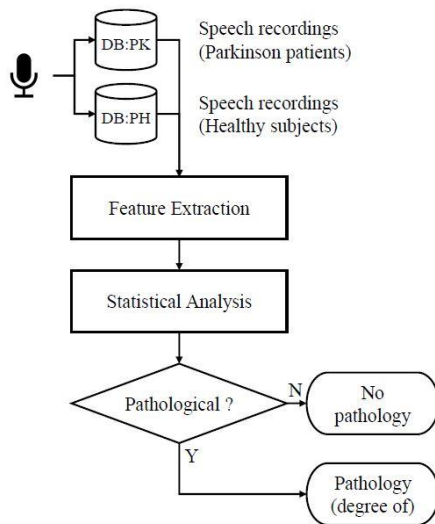 DB:PK
Speech recordings
(Parkinson patients)
DB:PH
Speech recordings
(Healthy subjects)
Feature Extraction
Statistical Analysis
Pathological ?
N
No
pathology
Y
Pathology
(degree of)